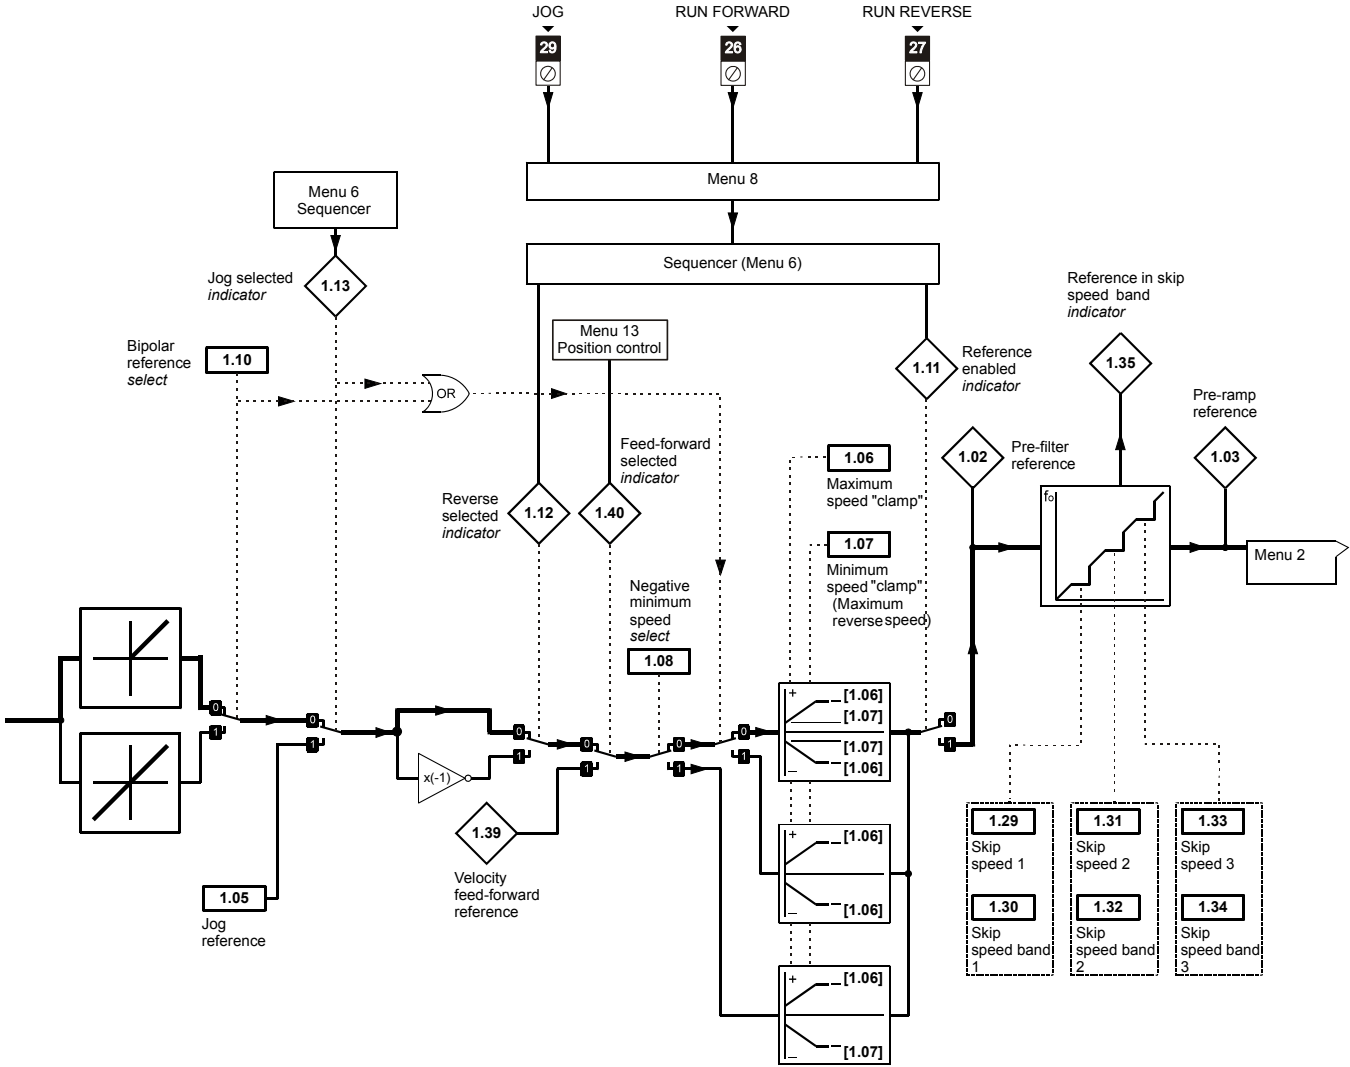 JOG
RUN FORWARD
RUN REVERSE
29
26
27
Menu 8
Menu 6
Sequencer
Sequencer (Menu 6)
Jog selected
indicator
1.13
Bipolar
reference
select
1.10
OR
Menu 13
Position control
1.11
Reference
enabled
indicator
Reference in skip
speed band
indicator
1.35
Pre-ramp
reference
1.03
1.02
Pre-filter
reference
Feed-forward
selected
indicator
Reverse
selected
indicator
1.12
1.40
1.06
Maximum
speed "clamp"
1.07
Minimum
speed "clamp"
(Maximum
reverse speed)
Negative
minimum
speed
select
1.08
fo
Menu 2
0
1
0
1
0
1
0
1
0
1
0
1
0
1
x(-1)
1.39
Velocity
feed-forward
reference
1.05
Jog
reference
+
[1.06]
[1.07]
[1.07]
_
[1.06]
+
[1.06]
_
[1.06]
+
[1.06]
_
[1.07]
1.29
Skip
speed 1
1.30
Skip
speed band
1
1.31
Skip
speed 2
1.32
Skip
speed band
2
1.33
Skip
speed 3
1.34
Skip
speed band
3